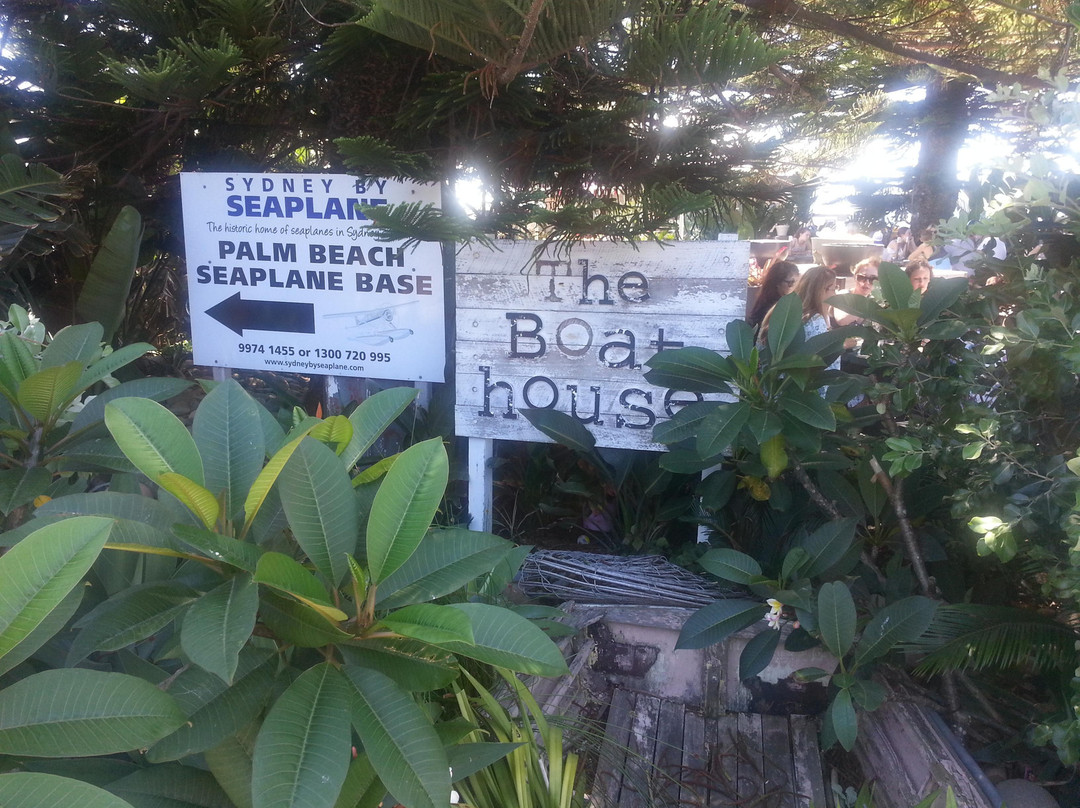 SYDNEY BY
SEAPLANE
The historic home of seaplanes in Sydney
PALM BEACH
SEAPLANE BASE
9974 1455 or 1300 720 995
www.sydneybyseaplane.com
The
Boat
house